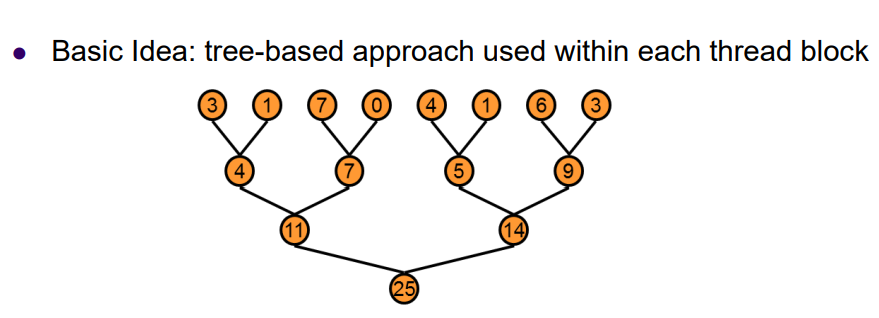 ● Basic Idea: tree-based approach used within each thread block
3 1 7 0 4 1 6 3
4 7 5 9
11 14
25